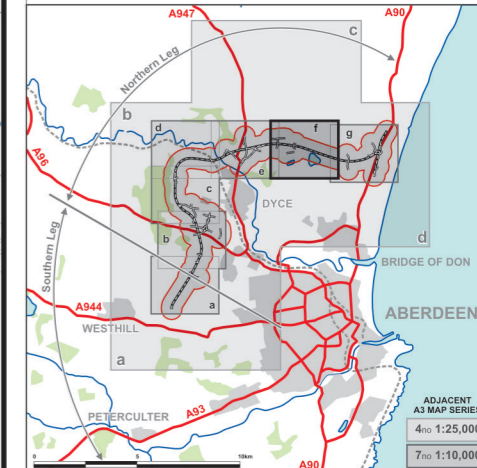 A947
A90
c
Northern Leg
b
d
f
g
A96
e
c
DYCE
b
d
Southern Leg
BRIDGE OF DON
a
A944
ABERDEEN
WESTHILL
a
ADJACENT
A3 MAP SERIES
4no 1:25,000
PETERCULTER
A93
7no 1:10,000
0 5 10km
A90